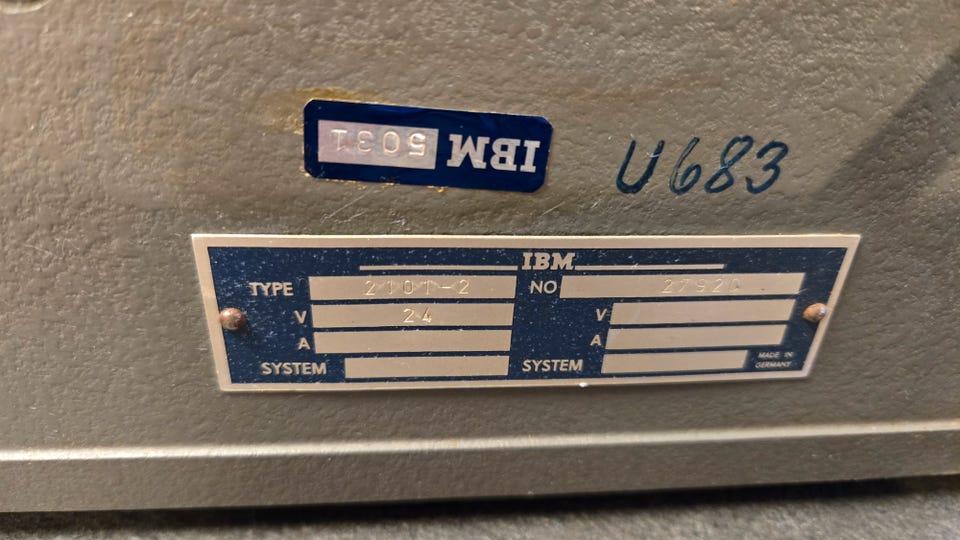 IBM 5031
U683
IBM
TYPE 2101-2 NO 27920
V 24 V
A A
SYSTEM SYSTEM MADE IN
GERMANY